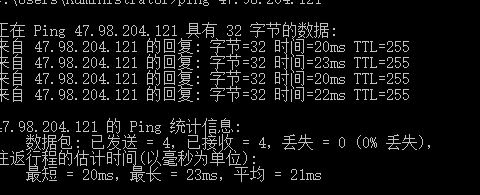 :\Users\Administrator>ping 47.98.204.121
正在 Ping 47.98.204.121 具有 32 字节的数据:
来自 47.98.204.121 的回复: 字节=32 时间=20ms TTL=255
来自 47.98.204.121 的回复: 字节=32 时间=23ms TTL=255
来自 47.98.204.121 的回复: 字节=32 时间=20ms TTL=255
来自 47.98.204.121 的回复: 字节=32 时间=22ms TTL=255
47.98.204.121 的 Ping 统计信息:
数据包: 已发送 = 4, 已接收 = 4, 丢失 = 0 (0% 丢失),
往返行程的估计时间(以毫秒为单位):
最短 = 20ms, 最长 = 23ms, 平均 = 21ms